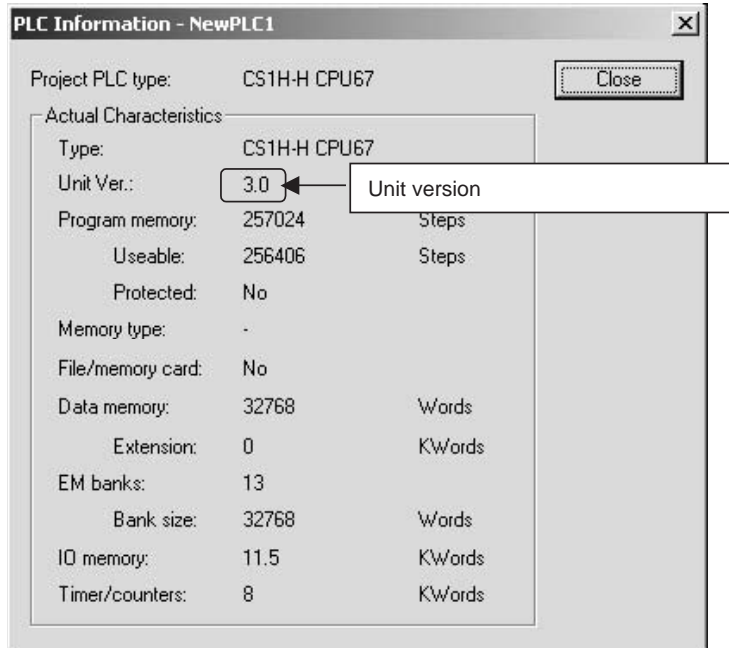 PLC Information - NewPLC1
Project PLC type: CS1H-H CPU67 Close
Actual Characteristics
Type: CS1H-H CPU67
Unit Ver.: 3.0 Unit version
Program memory: 257024 Steps
Useable: 256406 Steps
Protected: No
Memory type: -
File/memory card: No
Data memory: 32768 Words
Extension: 0 KWords
EM banks: 13
Bank size: 32768 Words
IO memory: 11.5 KWords
Timer/counters: 8 KWords